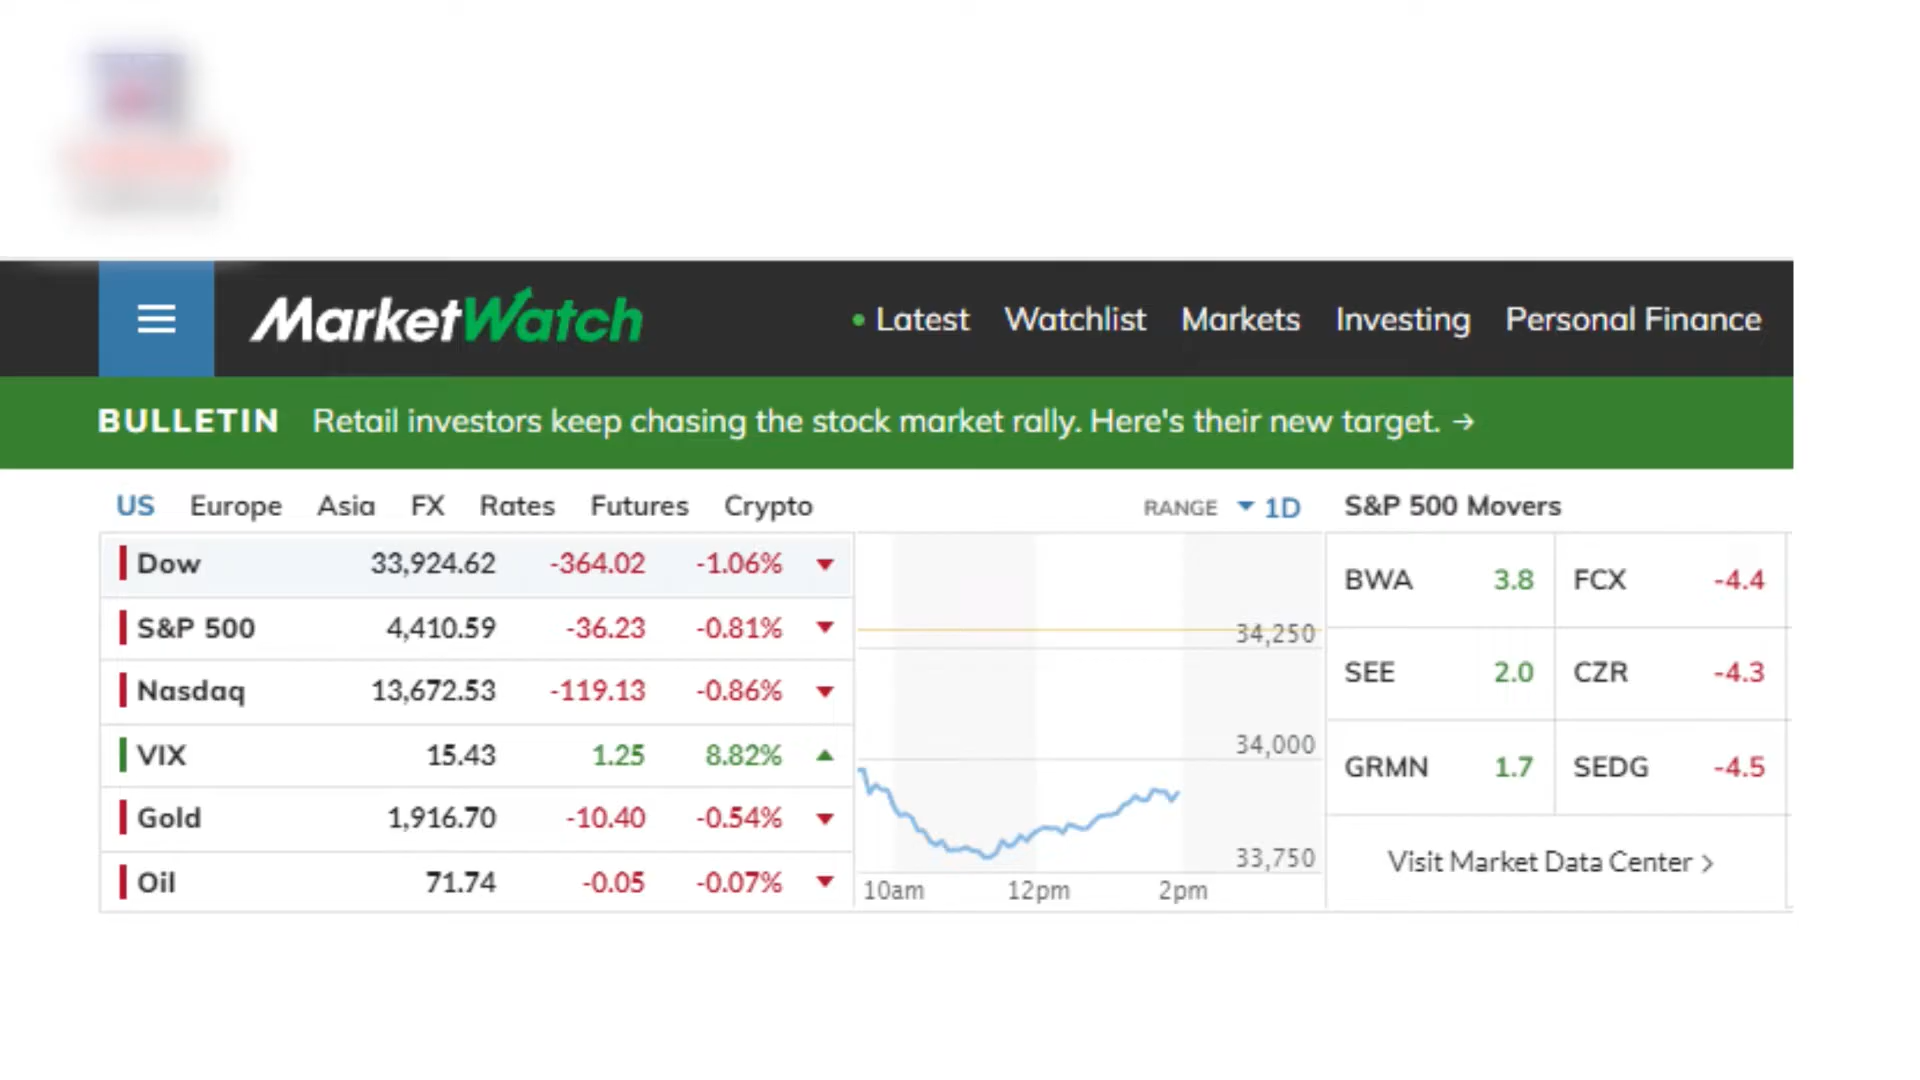 MarketWatch
Latest Watchlist Markets Investing Personal Finance
BULLETIN Retail investors keep chasing the stock market rally. Here's their new target. →
US Europe Asia FX Rates Futures Crypto
Dow 33,924.62 -364.02 -1.06%
S&P 500 4,410.59 -36.23 -0.81%
Nasdaq 13,672.53 -119.13 -0.86%
VIX 15.43 1.25 8.82%
Gold 1,916.70 -10.40 -0.54%
Oil 71.74 -0.05 -0.07%
RANGE 1D
34,250
34,000
33,750
10am 12pm 2pm
S&P 500 Movers
BWA 3.8 FCX -4.4
SEE 2.0 CZR -4.3
GRMN 1.7 SEDG -4.5
Visit Market Data Center >